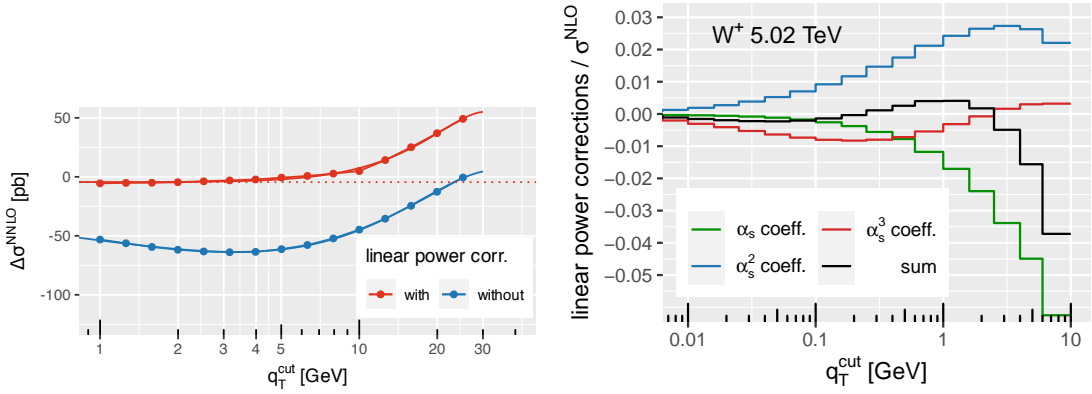 50
0
-50
-100
Δσ^NNLO [pb]
linear power corr.
with
without
1
2
3
4
5
10
20
30
q_T^cut [GeV]
linear power corrections / σ^NLO
0.03
0.02
0.01
0.00
−0.01
−0.02
−0.03
−0.04
−0.05
W⁺ 5.02 TeV
α_s coeff.
α_s^3 coeff.
α_s^2 coeff.
sum
0.01
0.1
1
10
q_T^cut [GeV]